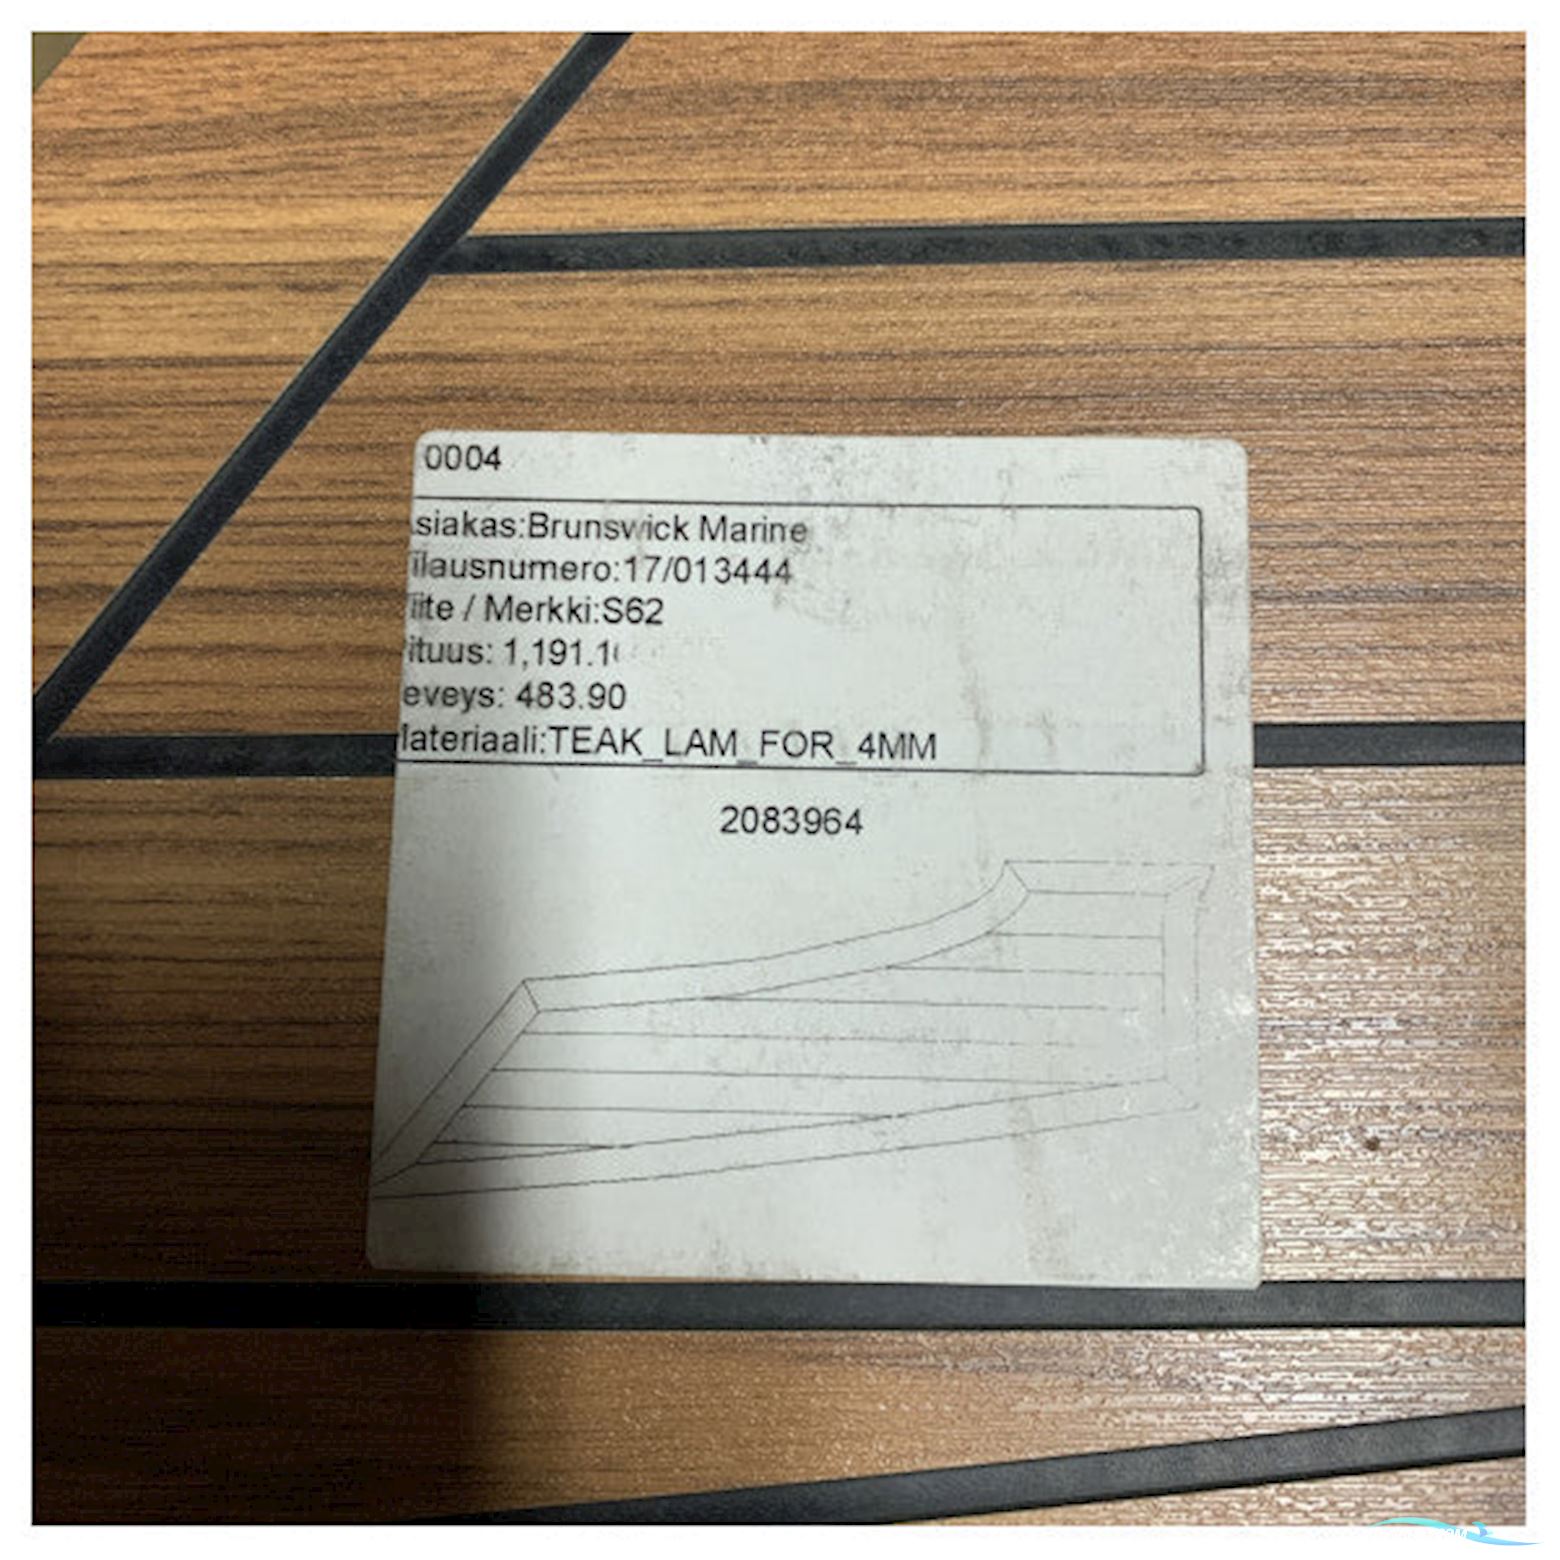 0004
siakas:Brunswick Marine
ilausnumero:17/013444
iite / Merkki:S62
ituus: 1,191.1
eveys: 483.90
lateriaali:TEAK_LAM_FOR_4MM
2083964